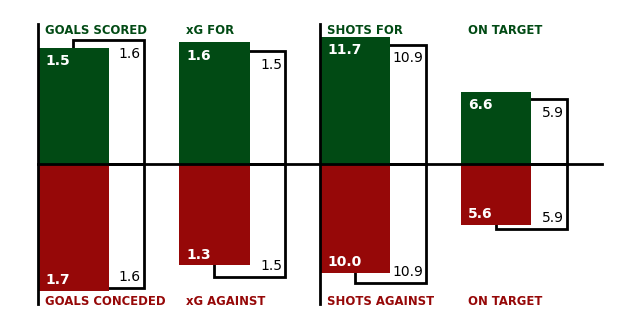 GOALS SCORED xG FOR SHOTS FOR ON TARGET
1.5 1.6 1.6 1.5 11.7 10.9 6.6 5.9
1.7 1.6 1.3 1.5 10.0 10.9 5.6 5.9
GOALS CONCEDED xG AGAINST SHOTS AGAINST ON TARGET